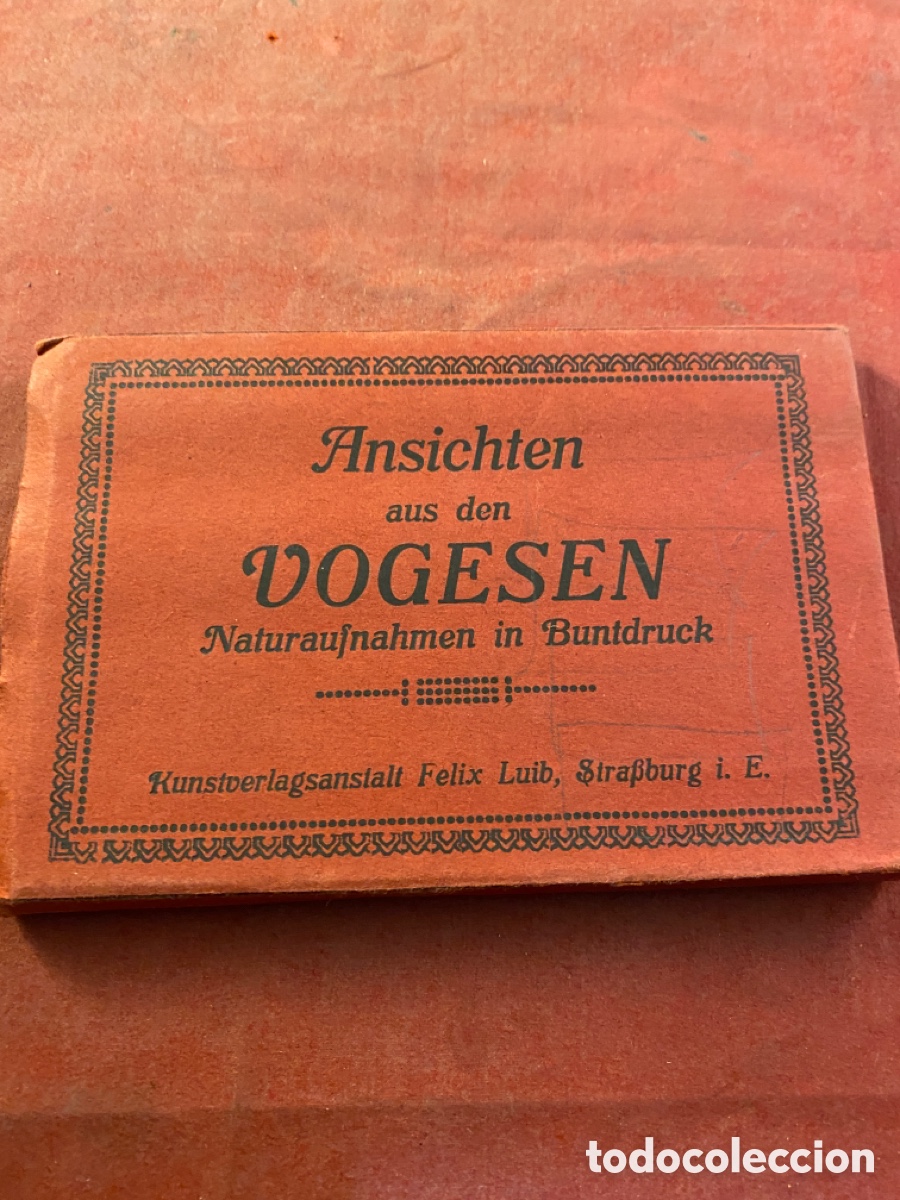 Ansichten
aus den
VOGESEN
Naturaufnahmen in Buntdruck
Kunstverlagsanstalt Felix Luib, Straßburg i. E.
todocoleccion